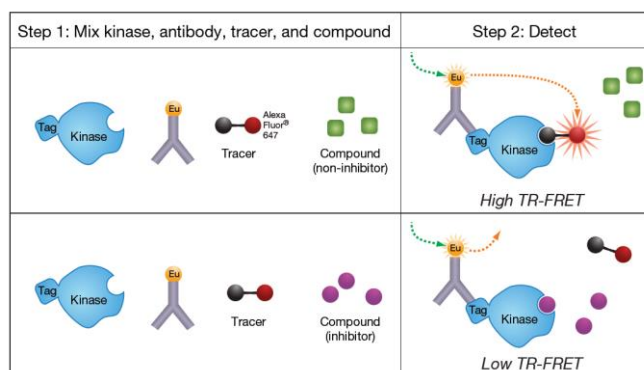 Step 1: Mix kinase, antibody, tracer, and compound
Step 2: Detect
Tag
Kinase
Eu
Alexa
Fluor®
647
Tracer
Compound
(non-inhibitor)
Eu
Tag
Kinase
High TR-FRET
Tag
Kinase
Eu
Tracer
Compound
(inhibitor)
Eu
Tag
Kinase
Low TR-FRET